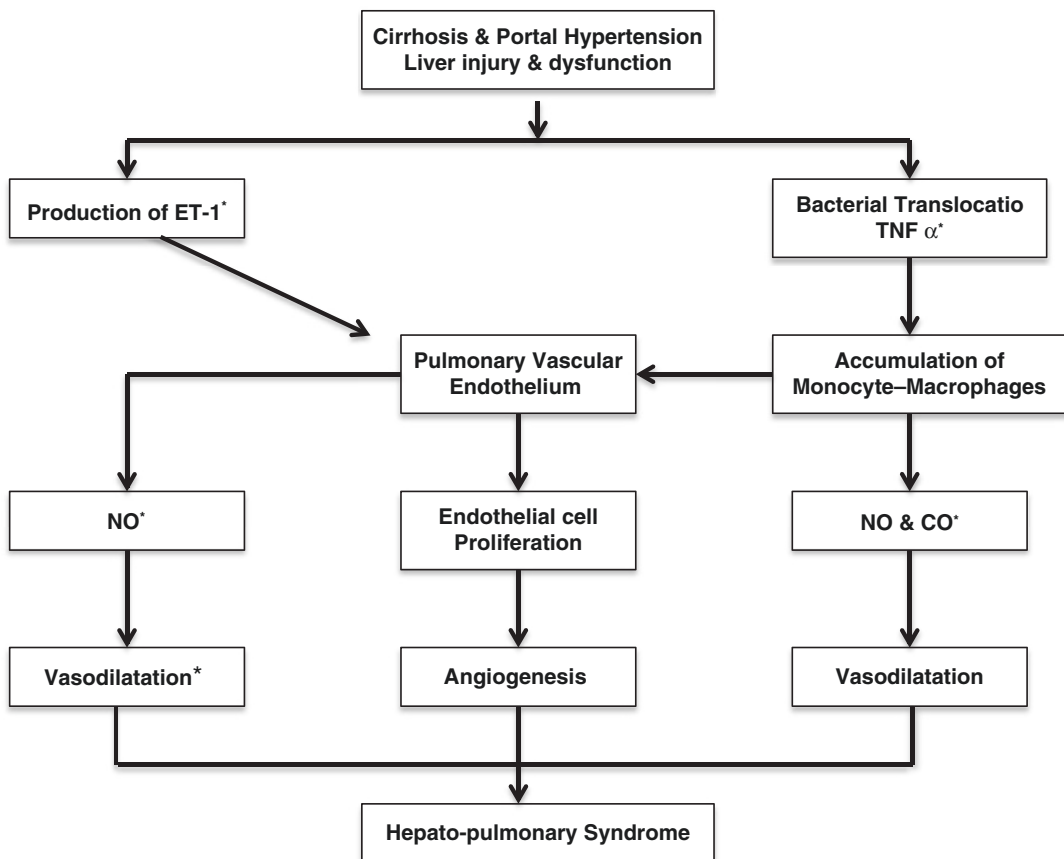 Cirrhosis & Portal Hypertension
Liver injury & dysfunction
Production of ET-1*
Bacterial Translocatio
TNF α*
Pulmonary Vascular
Endothelium
Accumulation of
Monocyte–Macrophages
NO*
Endothelial cell
Proliferation
NO & CO*
Vasodilatation*
Angiogenesis
Vasodilatation
Hepato-pulmonary Syndrome